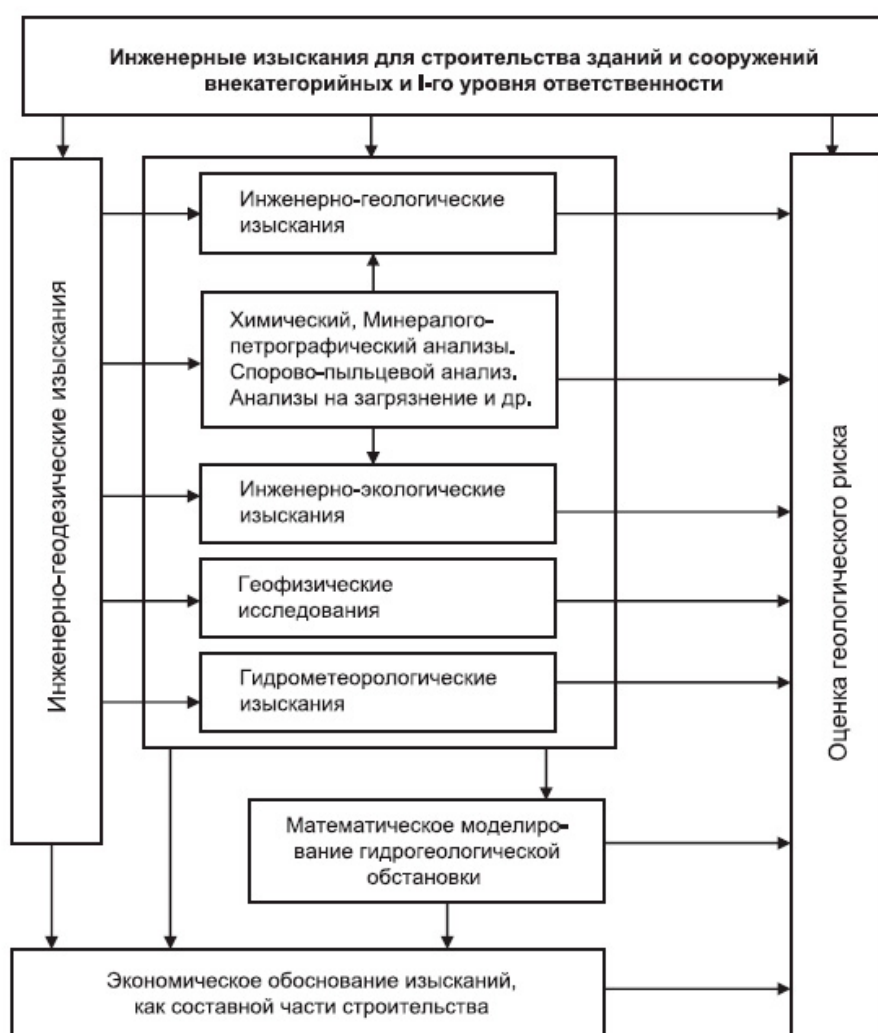 Инженерные изыскания для строительства зданий и сооружений
внекатегорийных и I-го уровня ответственности
Инженерно-геодезические изыскания
Инженерно-геологические
изыскания
Химический, Минералого-
петрографический анализы.
Спорово-пыльцевой анализ.
Анализы на загрязнение и др.
Инженерно-экологические
изыскания
Геофизические
исследования
Гидрометеорологические
изыскания
Математическое моделиро-
вание гидрогеологической
обстановки
Экономическое обоснование изысканий,
как составной части строительства
Оценка геологического риска